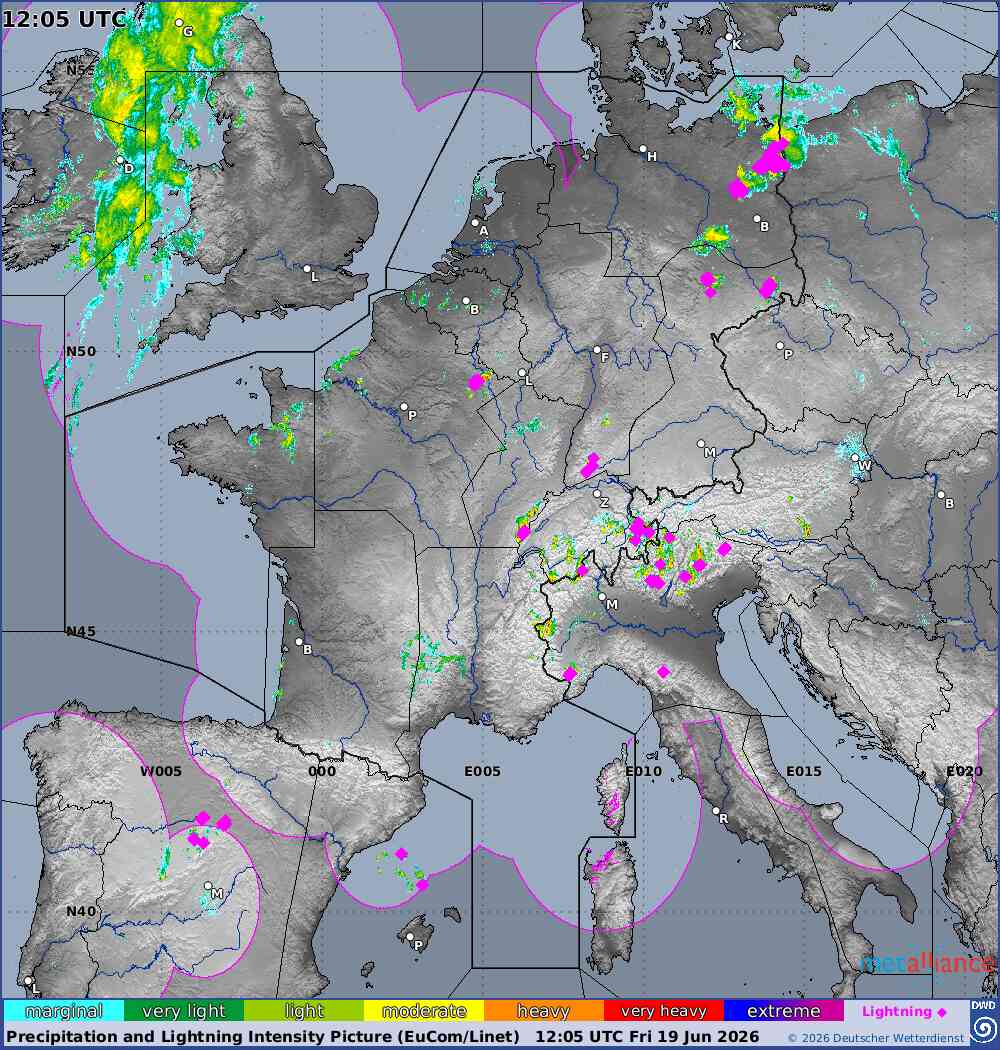 12:05 UTC
G
K
N55
H
D
B
A
L
B
N50
F
P
L
P
M
W
Z
B
M
N45
B
W005
000
E005
E010
E015
E020
R
M
N40
P
L
metalliance
marginal
very light
light
moderate
heavy
very heavy
extreme
Lightning
DWD
Precipitation and Lightning Intensity Picture (EuCom/Linet) 12:05 UTC Fri 19 Jun 2026
© 2026 Deutscher Wetterdienst